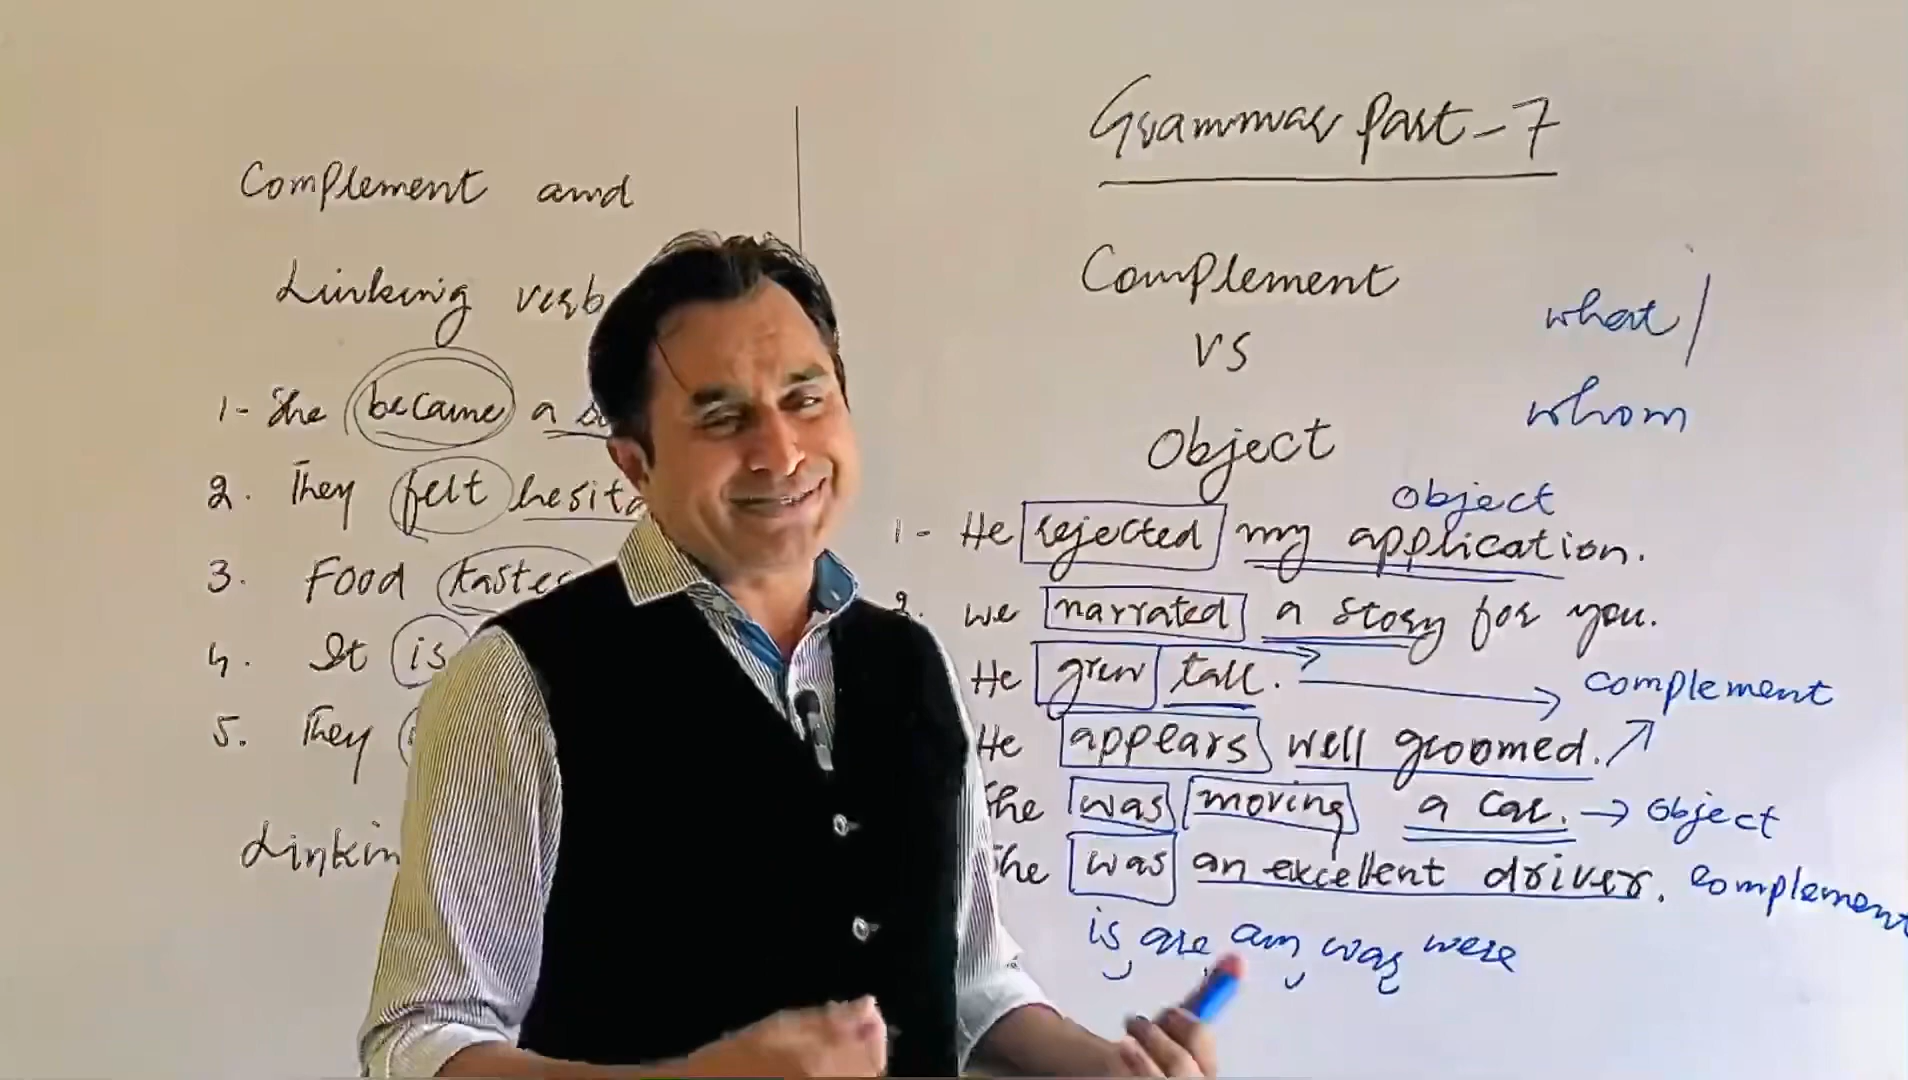 Complement and
Linking verb
1- She became a
2. They felt hesita
3. Food tastes
4. It is
5. They
Linkin
Grammar Part-7
Complement
VS
Object
what/
whom
object
1- He rejected my application.
2. we narrated a story for you.
He grew tall. → complement
He appears well groomed.
She was moving a car. → object
She was an excellent driver. complement
is are am was were